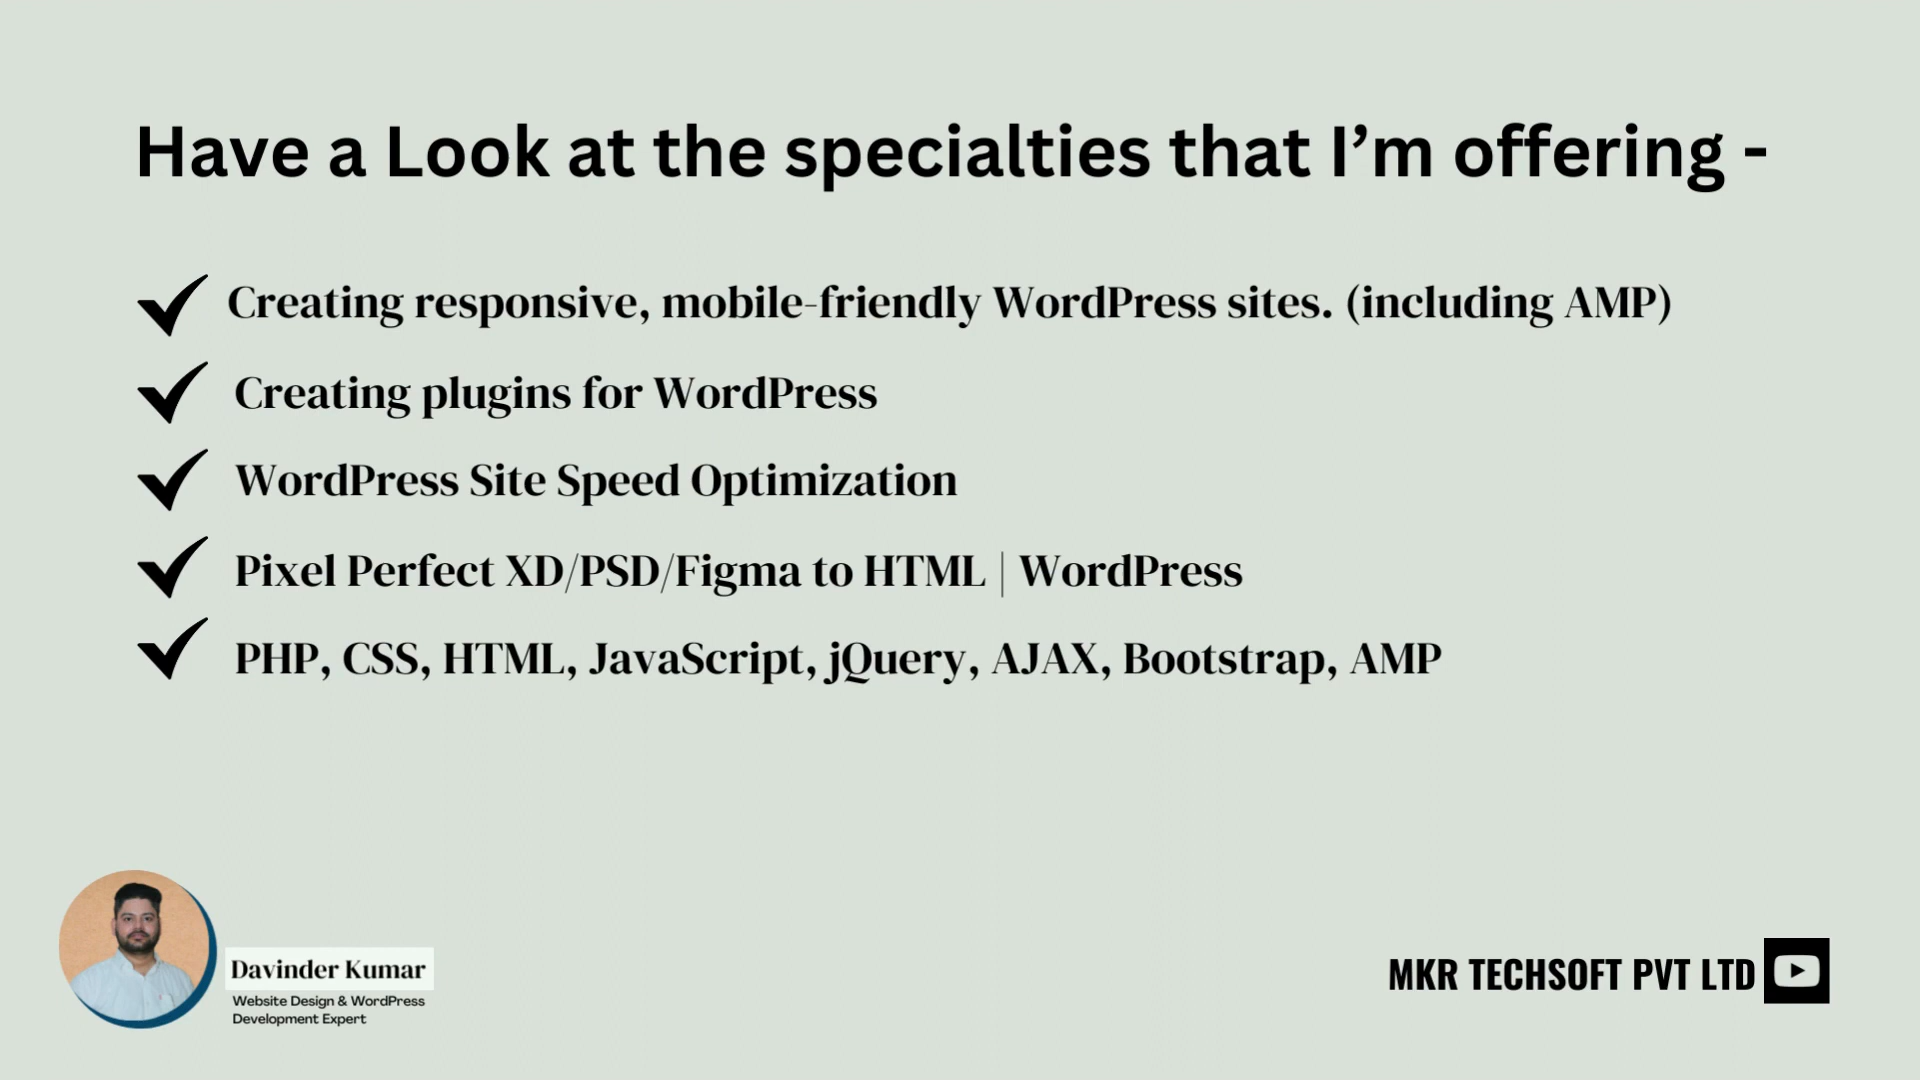 Have a Look at the specialties that I’m offering -
Creating responsive, mobile-friendly WordPress sites. (including AMP)
Creating plugins for WordPress
WordPress Site Speed Optimization
Pixel Perfect XD/PSD/Figma to HTML | WordPress
PHP, CSS, HTML, JavaScript, jQuery, AJAX, Bootstrap, AMP
Davinder Kumar
Website Design & WordPress
Development Expert
MKR TECHSOFT PVT LTD